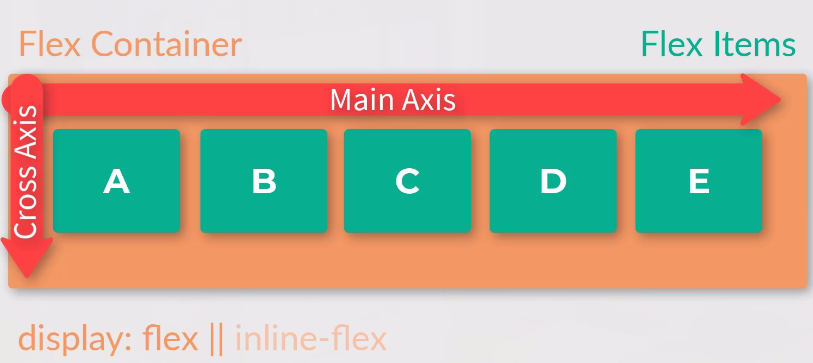 Flex Container
Flex Items
Main Axis
Cross Axis
A B C D E
display: flex || inline-flex